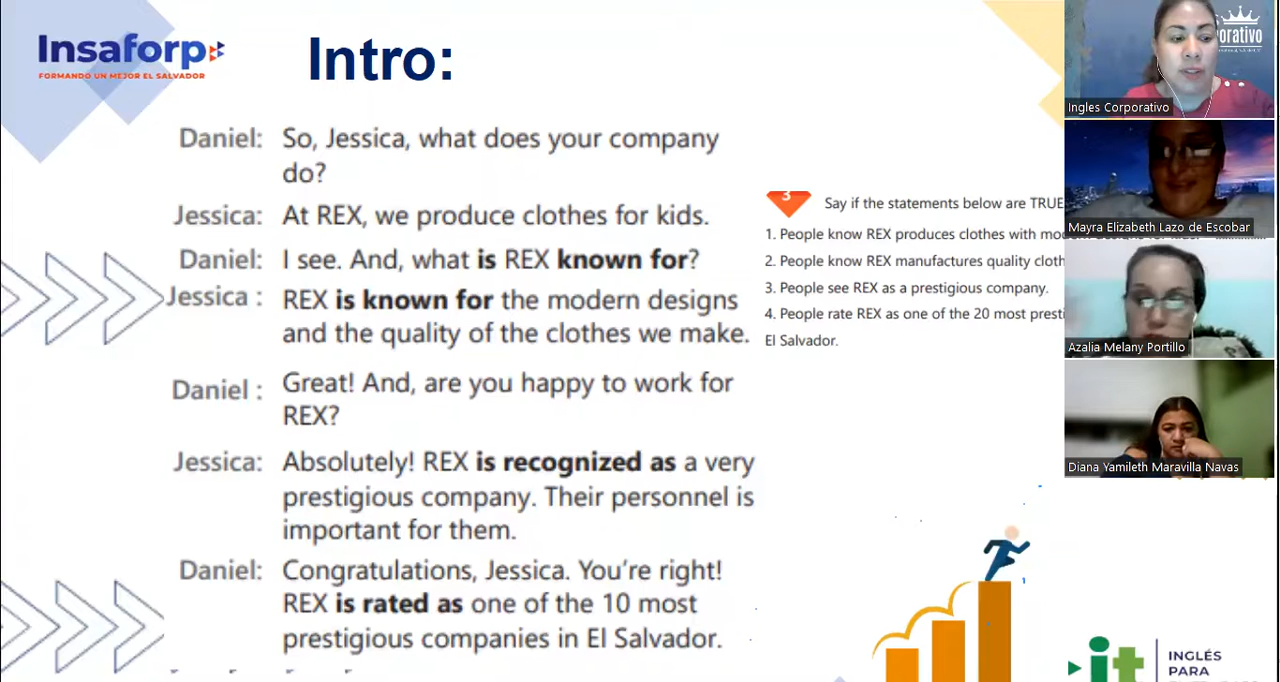 Insaforp
FORMANDO UN MEJOR EL SALVADOR
Intro:
Daniel: So, Jessica, what does your company
do?
Jessica: At REX, we produce clothes for kids.
Daniel: I see. And, what is REX known for?
Jessica : REX is known for the modern designs
and the quality of the clothes we make.
Daniel : Great! And, are you happy to work for
REX?
Jessica: Absolutely! REX is recognized as a very
prestigious company. Their personnel is
important for them.
Daniel: Congratulations, Jessica. You’re right!
REX is rated as one of the 10 most
prestigious companies in El Salvador.
3 Say if the statements below are TRUE
1. People know REX produces clothes with
2. People know REX manufactures quality
3. People see REX as a prestigious company.
4. People rate REX as one of the 20 most
El Salvador.
Ingles Corporativo
Mayra Elizabeth Lazo de Escobar
Azalia Melany Portillo
Diana Yamileth Maravilla Navas
it
INGLÉS
PARA